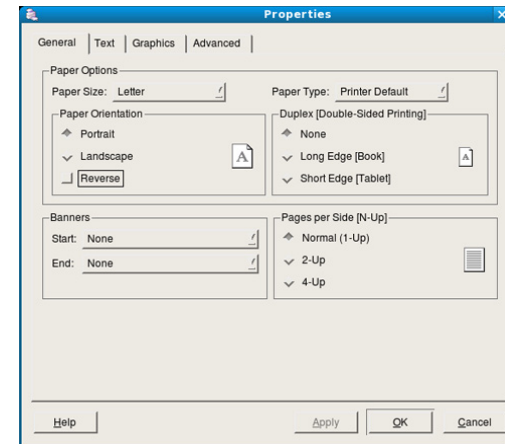 Properties
General Text Graphics Advanced
Paper Options
Paper Size: Letter Paper Type: Printer Default
Paper Orientation Duplex [Double-Sided Printing]
Portrait None
Landscape A Long Edge [Book] A
Reverse Short Edge [Tablet]
Banners Pages per Side [N-Up]
Start: None Normal (1-Up)
End: None 2-Up
4-Up
Help Apply OK Cancel